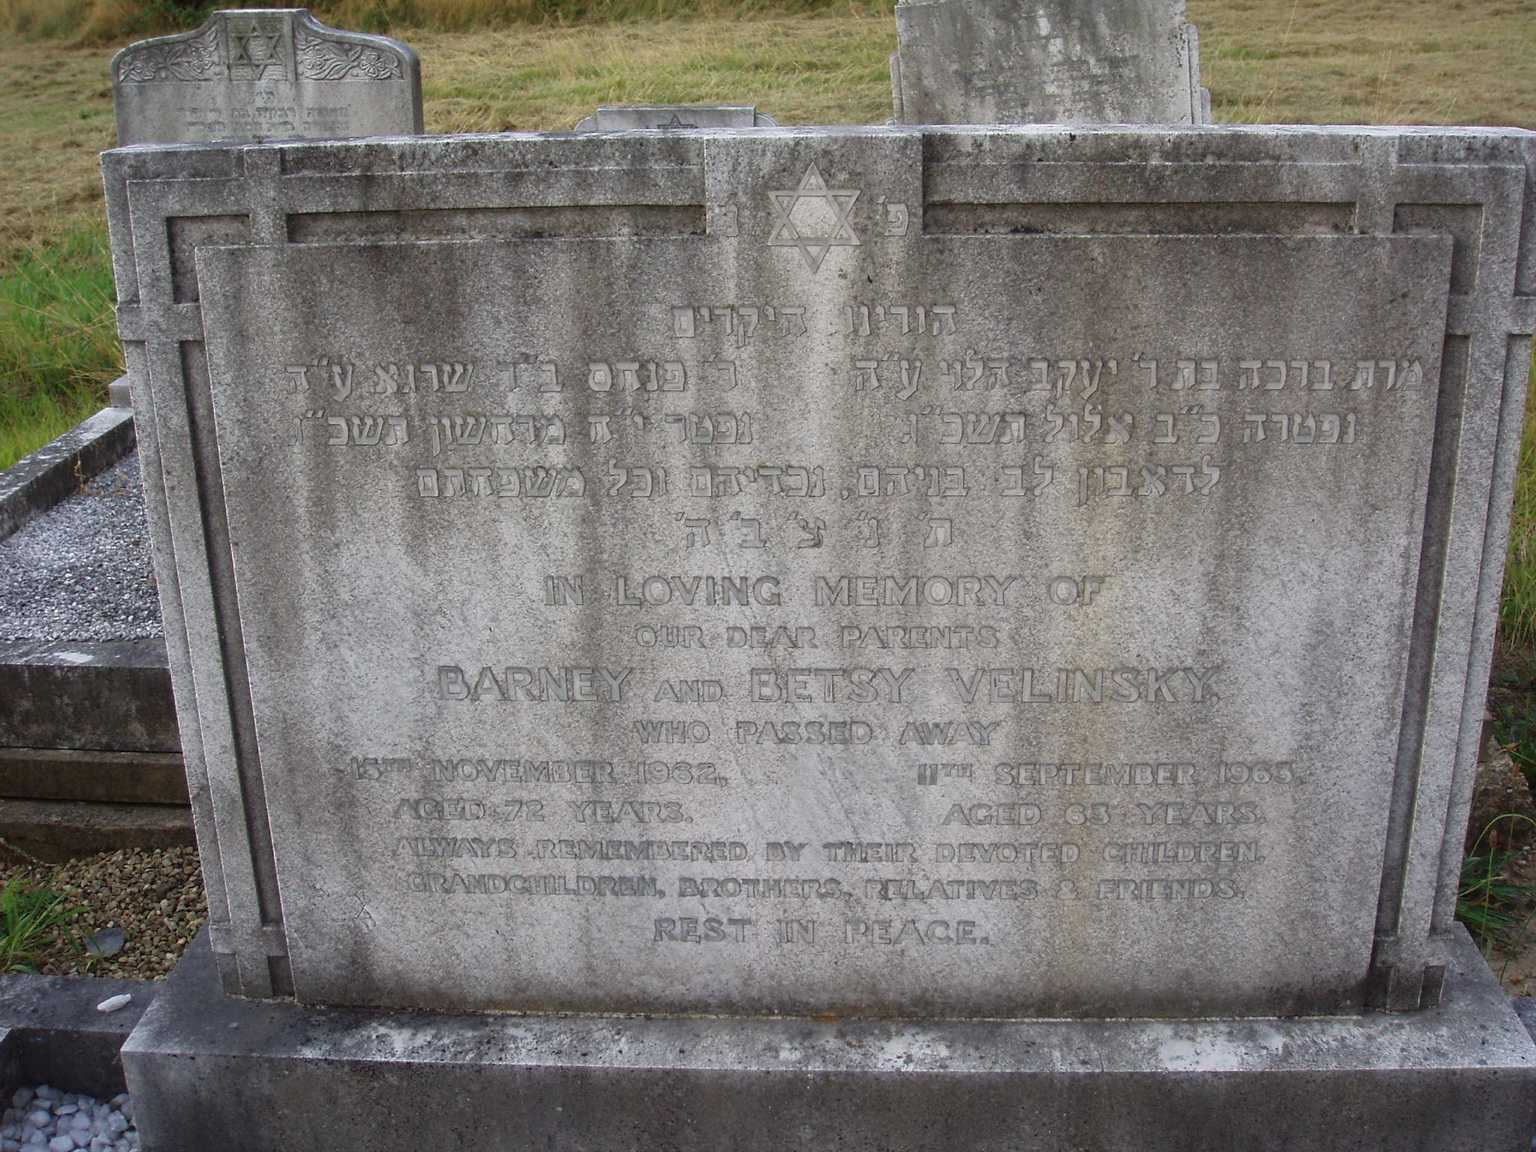 פ' נ'
הורינו היקרים
מרת ברכה בת ר' יעקב הלוי ע"ה ר' פנחס ב"ר שרגא ע"ה
נפטרה כ"ב אלול תשכ"ג נפטר י"ח מרחשון תשכ"ג
לדאבון לב בניהם, נכדיהם וכל משפחתם
ת' נ' צ' ב' ה'
IN LOVING MEMORY OF
OUR DEAR PARENTS
BARNEY AND BETSY VELINSKY,
WHO PASSED AWAY
15TH NOVEMBER 1962, 11TH SEPTEMBER 1963.
AGED 72 YEARS. AGED 63 YEARS.
ALWAYS REMEMBERED BY THEIR DEVOTED CHILDREN,
GRANDCHILDREN, BROTHERS, RELATIVES & FRIENDS.
REST IN PEACE.